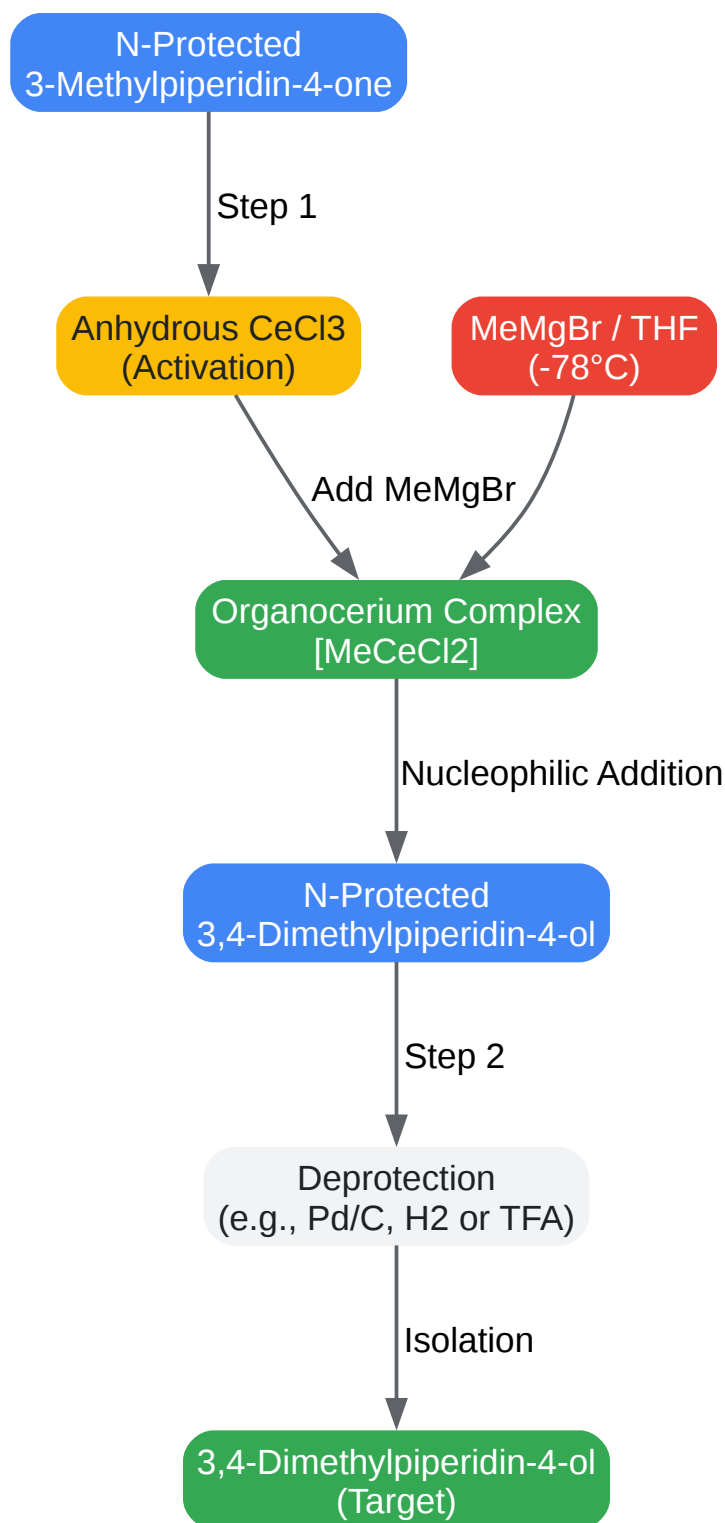 N-Protected
3-Methylpiperidin-4-one
Step 1
Anhydrous CeCl3
(Activation)
MeMgBr / THF
(-78°C)
Add MeMgBr
Organocerium Complex
[MeCeCl2]
Nucleophilic Addition
N-Protected
3,4-Dimethylpiperidin-4-ol
Step 2
Deprotection
(e.g., Pd/C, H2 or TFA)
Isolation
3,4-Dimethylpiperidin-4-ol
(Target)